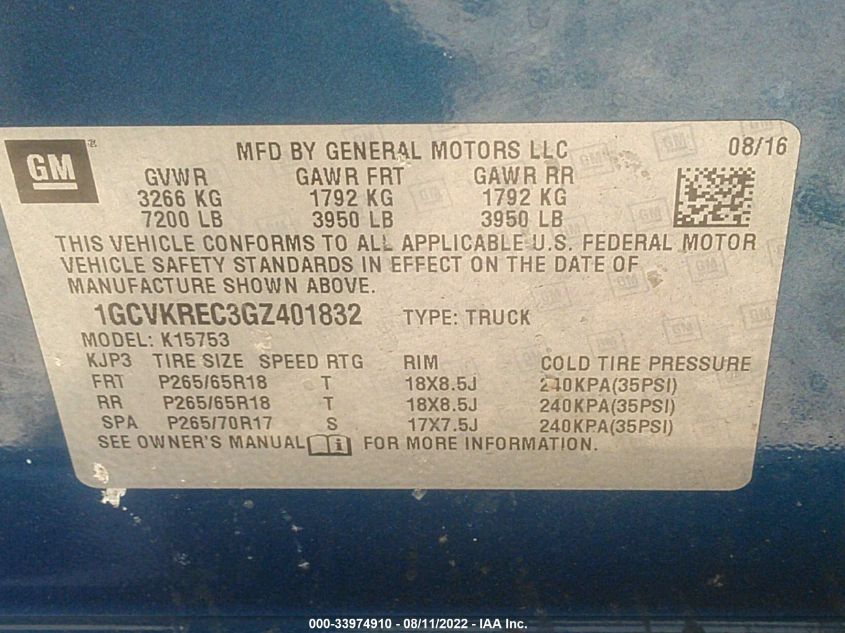 GM
MFD BY GENERAL MOTORS LLC 08/16
GVWR GAWR FRT GAWR RR
3266 KG 1792 KG 1792 KG
7200 LB 3950 LB 3950 LB
THIS VEHICLE CONFORMS TO ALL APPLICABLE U.S. FEDERAL MOTOR
VEHICLE SAFETY STANDARDS IN EFFECT ON THE DATE OF
MANUFACTURE SHOWN ABOVE.
1GCVKREC3GZ401832 TYPE: TRUCK
MODEL: K15753
KJP3 TIRE SIZE SPEED RTG RIM COLD TIRE PRESSURE
FRT P265/65R18 T 18X8.5J 240KPA(35PSI)
RR P265/65R18 T 18X8.5J 240KPA(35PSI)
SPA P265/70R17 S 17X7.5J 240KPA(35PSI)
SEE OWNER'S MANUAL FOR MORE INFORMATION.
000-33974910 - 08/11/2022 - IAA Inc.